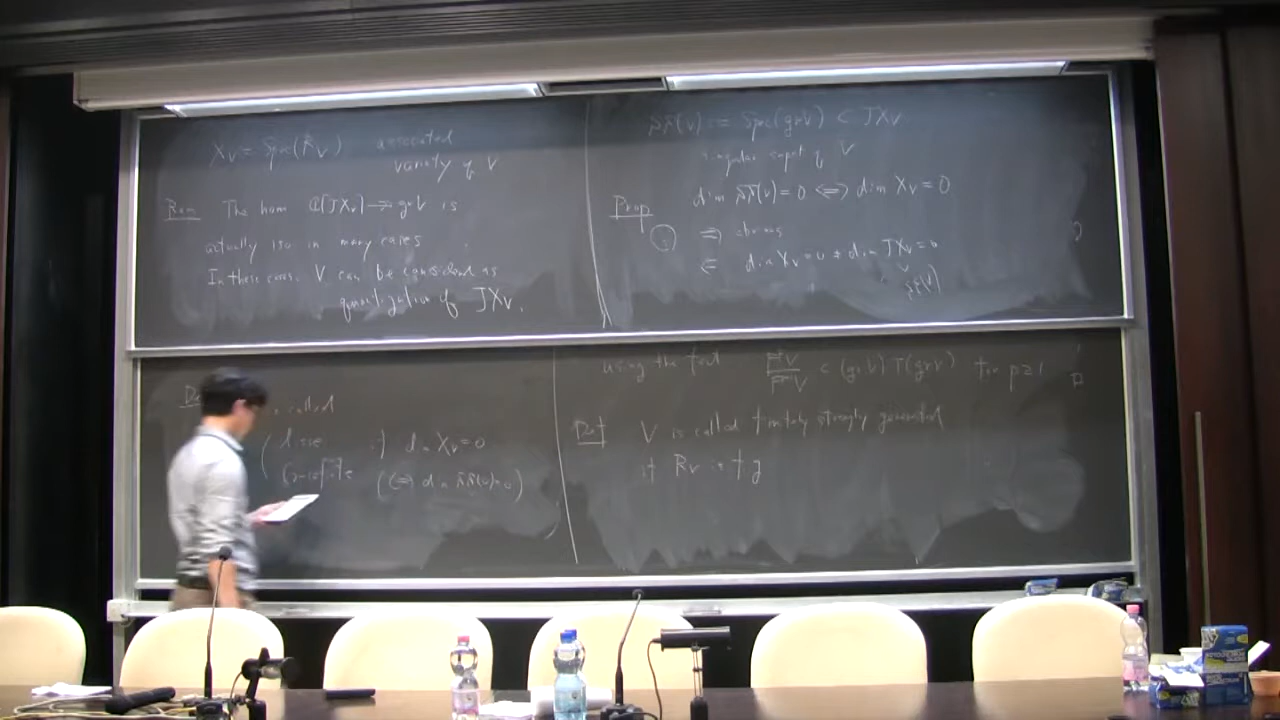 X_V = Spec(R_V) associated
variety of V
Rem The hom ℂ[JX_V] ↠ gr V is
actually iso in many cases.
In these cases, V can be considered as
quantization of JX_V.
SS(V) := Spec(gr V) ⊂ JX_V
singular supt of V
Prop dim SS(V) = 0 ⟺ dim X_V = 0
∵) ⇒ obvious
⇐ dim X_V = 0 ⇒ dim JX_V = 0
∪
SS(V)
called
lisse if dim X_V = 0
(⟺ dim SS(V) = 0)
using the fact F^pV ⊂ (gr V) T(gr V) for p ≥ 1
Def V is called finitely strongly generated
if R_V is f g